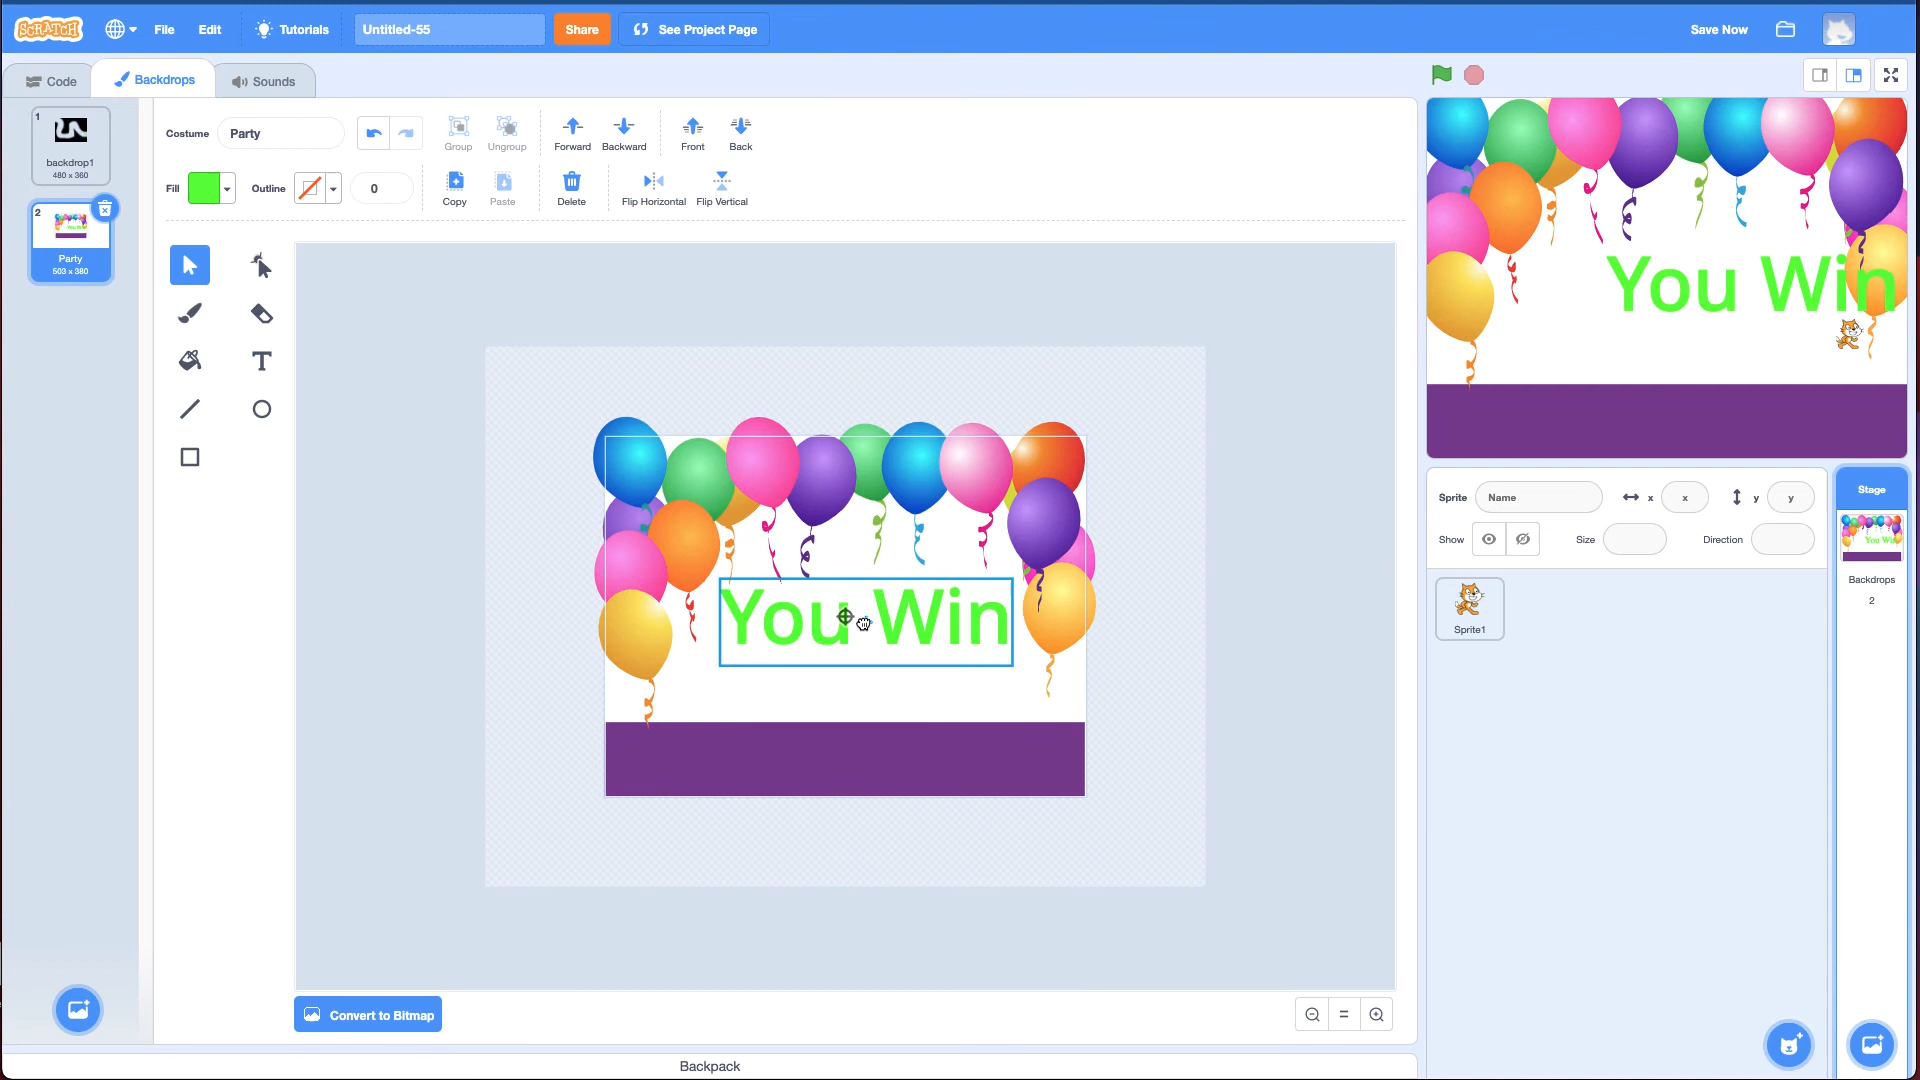 SCRATCH File Edit Tutorials Untitled-55 Share See Project Page Save Now
Code Backdrops Sounds
1
backdrop1
480 x 360
2
Party
503 x 380
Costume Party Group Ungroup Forward Backward Front Back
Fill Outline 0 Copy Paste Delete Flip Horizontal Flip Vertical
T
You Win
Convert to Bitmap
=
Backpack
You Win
Sprite Name x x y y
Show Size Direction
Sprite1
Stage
You Win
Backdrops
2